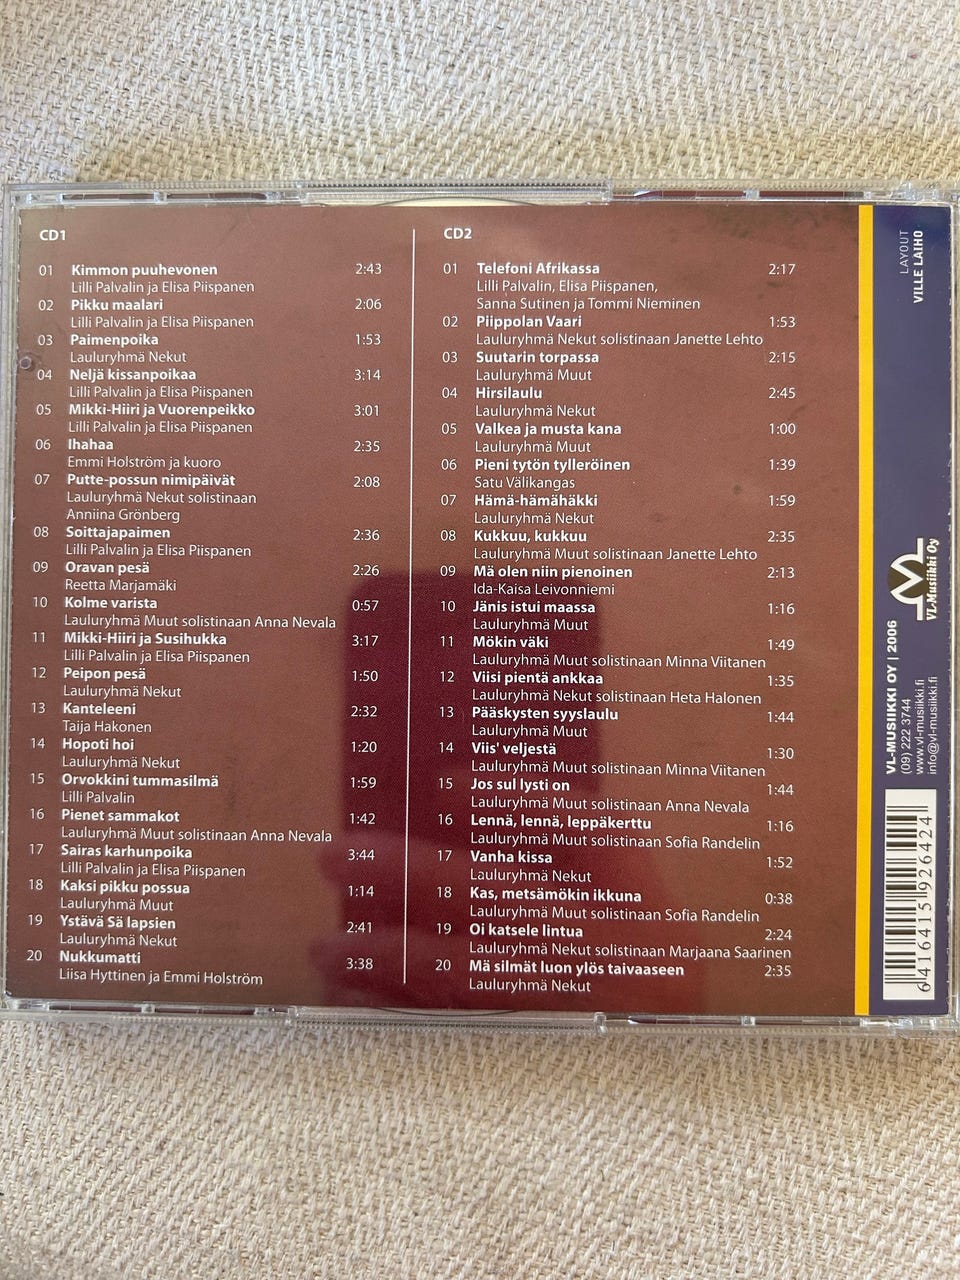 CD1
01 Kimmon puuhevonen 2:43
Lilli Palvalin ja Elisa Piispanen
02 Pikku maalari 2:06
Lilli Palvalin ja Elisa Piispanen
03 Paimenpoika 1:53
Lauluryhmä Nekut
04 Neljä kissanpoikaa 3:14
Lilli Palvalin ja Elisa Piispanen
05 Mikki-Hiiri ja Vuorenpeikko 3:01
Lilli Palvalin ja Elisa Piispanen
06 Ihahaa 2:35
Emmi Holström ja kuoro
07 Putte-possun nimipäivät 2:08
Lauluryhmä Nekut solistinaan
Anniina Grönberg
08 Soittajapaimen 2:36
Lilli Palvalin ja Elisa Piispanen
09 Oravan pesä 2:26
Reetta Marjamäki
10 Kolme varista 0:57
Lauluryhmä Muut solistinaan Anna Nevala
11 Mikki-Hiiri ja Susihukka 3:17
Lilli Palvalin ja Elisa Piispanen
12 Peipon pesä 1:50
Lauluryhmä Nekut
13 Kanteleeni 2:32
Taija Hakonen
14 Hopoti hoi 1:20
Lauluryhmä Nekut
15 Orvokkini tummasilmä 1:59
Lilli Palvalin
16 Pienet sammakot 1:42
Lauluryhmä Muut solistinaan Anna Nevala
17 Sairas karhunpoika 3:44
Lilli Palvalin ja Elisa Piispanen
18 Kaksi pikku possua 1:14
Lauluryhmä Muut
19 Ystävä Sä lapsien 2:41
Lauluryhmä Nekut
20 Nukkumatti 3:38
Liisa Hyttinen ja Emmi Holström
CD2
01 Telefoni Afrikassa 2:17
Lilli Palvalin, Elisa Piispanen,
Sanna Sutinen ja Tommi Nieminen
02 Piippolan Vaari 1:53
Lauluryhmä Nekut solistinaan Janette Lehto
03 Suutarin torpassa 2:15
Lauluryhmä Muut
04 Hirsilaulu 2:45
Lauluryhmä Nekut
05 Valkea ja musta kana 1:00
Lauluryhmä Muut
06 Pieni tytön tylleröinen 1:39
Satu Välikangas
07 Hämä-hämähäkki 1:59
Lauluryhmä Nekut
08 Kukkuu, kukkuu 2:35
Lauluryhmä Muut solistinaan Janette Lehto
09 Mä olen niin pienoinen 2:13
Ida-Kaisa Leivonniemi
10 Jänis istui maassa 1:16
Lauluryhmä Muut
11 Mökin väki 1:49
Lauluryhmä Muut solistinaan Minna Viitanen
12 Viisi pientä ankkaa 1:35
Lauluryhmä Nekut solistinaan Heta Halonen
13 Pääskysten syyslaulu 1:44
Lauluryhmä Muut
14 Viis' veljestä 1:30
Lauluryhmä Muut solistinaan Minna Viitanen
15 Jos sul lysti on 1:44
Lauluryhmä Muut solistinaan Anna Nevala
16 Lennä, lennä, leppäkerttu 1:16
Lauluryhmä Muut solistinaan Sofia Randelin
17 Vanha kissa 1:52
Lauluryhmä Nekut
18 Kas, metsämökin ikkuna 0:38
Lauluryhmä Muut solistinaan Sofia Randelin
19 Oi katsele lintua 2:24
Lauluryhmä Nekut solistinaan Marjaana Saarinen
20 Mä silmät luon ylös taivaaseen 2:35
Lauluryhmä Nekut
LAYOUT
VILLE LAIHO
VL-Musiikki Oy
VL-MUSIIKKI OY | 2006
(09) 222 3744
www.vl-musiikki.fi
info@vl-musiikki.fi
6416415926424